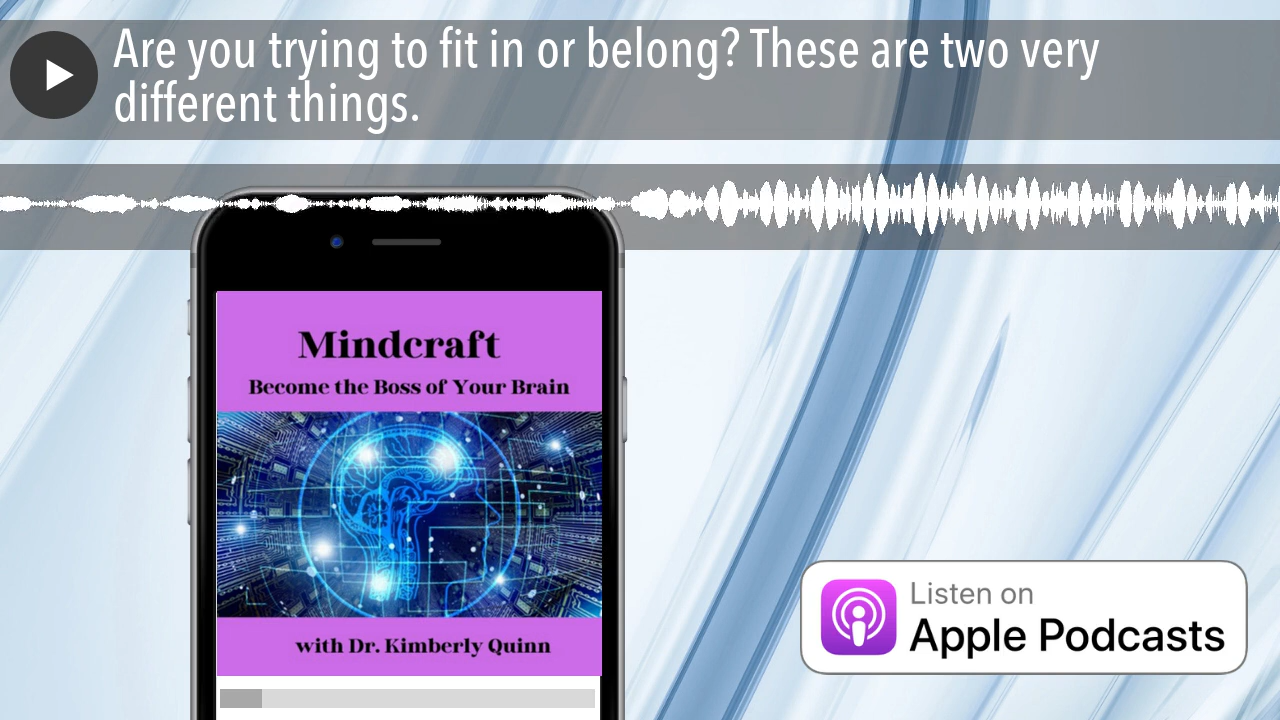 Are you trying to fit in or belong? These are two very
different things.
Mindcraft
Become the Boss of Your Brain
with Dr. Kimberly Quinn
Listen on
Apple Podcasts